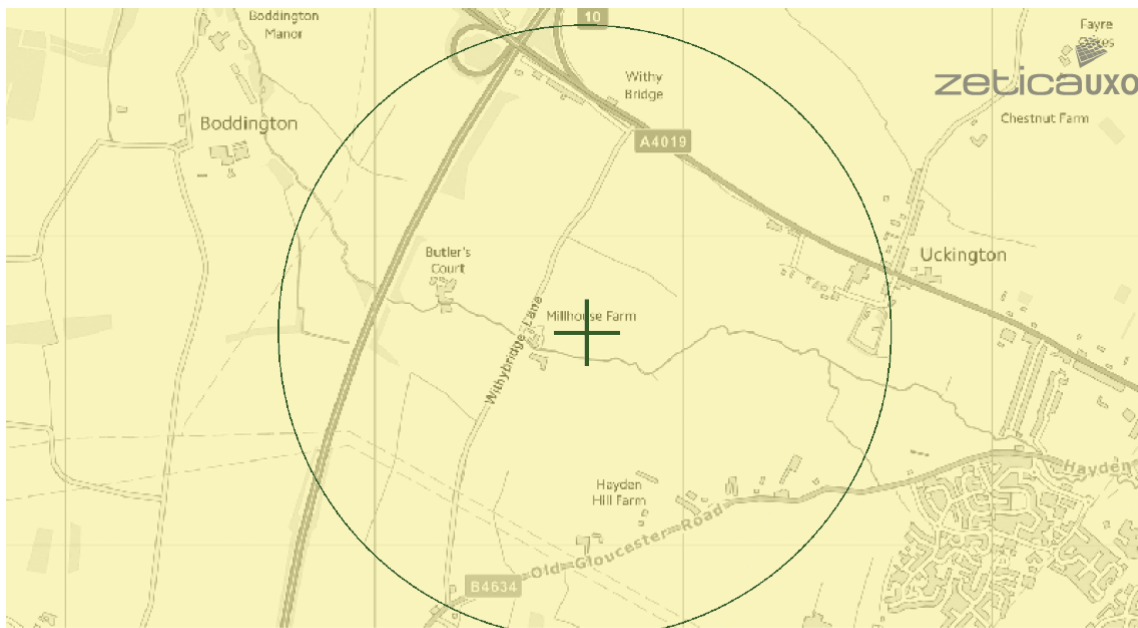 Boddington
Manor
10
Fayre
zeticauxo
Withy
Bridge
Chestnut Farm
Boddington
A4019
Butler's
Court
Uckington
Millhouse Farm
Withybridge Lane
Hayden
Hayden
Hill Farm
Old Gloucester Road
B4634